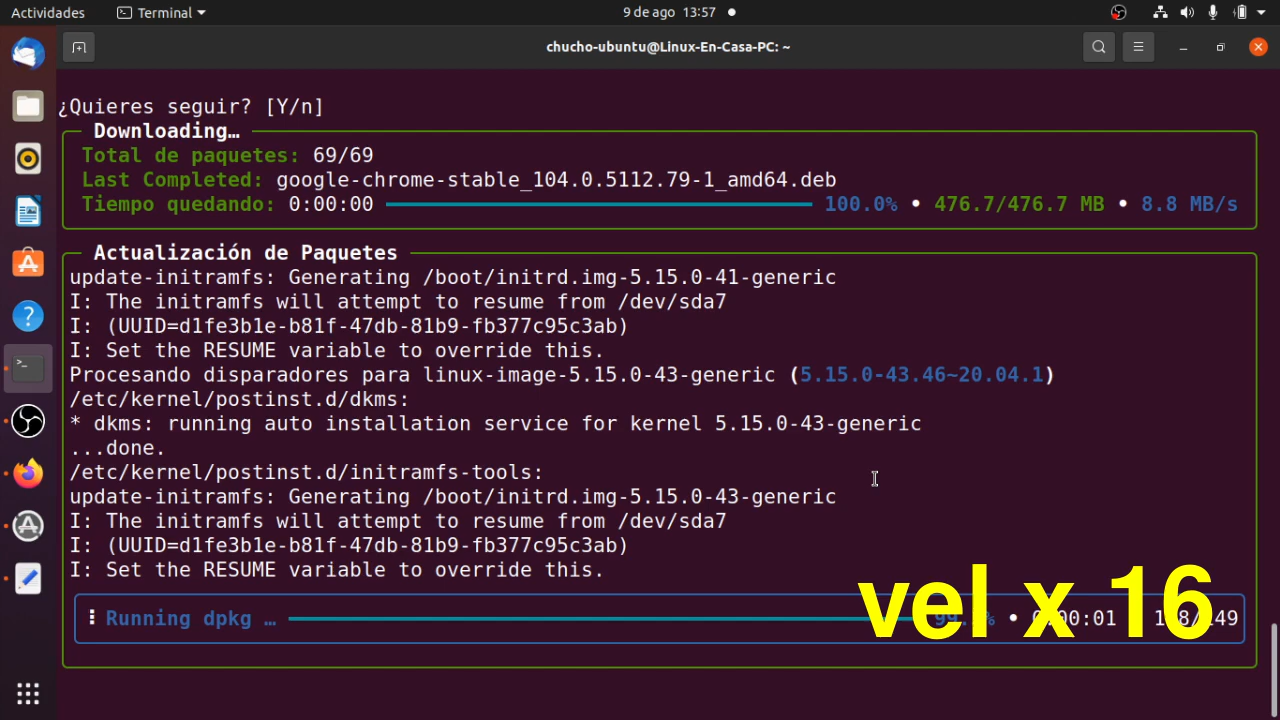 Actividades Terminal 9 de ago 13:57
chucho-ubuntu@Linux-En-Casa-PC: ~
¿Quieres seguir? [Y/n]
Downloading…
Total de paquetes: 69/69
Last Completed: google-chrome-stable_104.0.5112.79-1_amd64.deb
Tiempo quedando: 0:00:00 100.0% • 476.7/476.7 MB • 8.8 MB/s
Actualización de Paquetes
update-initramfs: Generating /boot/initrd.img-5.15.0-41-generic
I: The initramfs will attempt to resume from /dev/sda7
I: (UUID=d1fe3b1e-b81f-47db-81b9-fb377c95c3ab)
I: Set the RESUME variable to override this.
Procesando disparadores para linux-image-5.15.0-43-generic (5.15.0-43.46~20.04.1)
/etc/kernel/postinst.d/dkms:
* dkms: running auto installation service for kernel 5.15.0-43-generic
...done.
/etc/kernel/postinst.d/initramfs-tools:
update-initramfs: Generating /boot/initrd.img-5.15.0-43-generic
I: The initramfs will attempt to resume from /dev/sda7
I: (UUID=d1fe3b1e-b81f-47db-81b9-fb377c95c3ab)
I: Set the RESUME variable to override this.
Running dpkg …
vel x 16